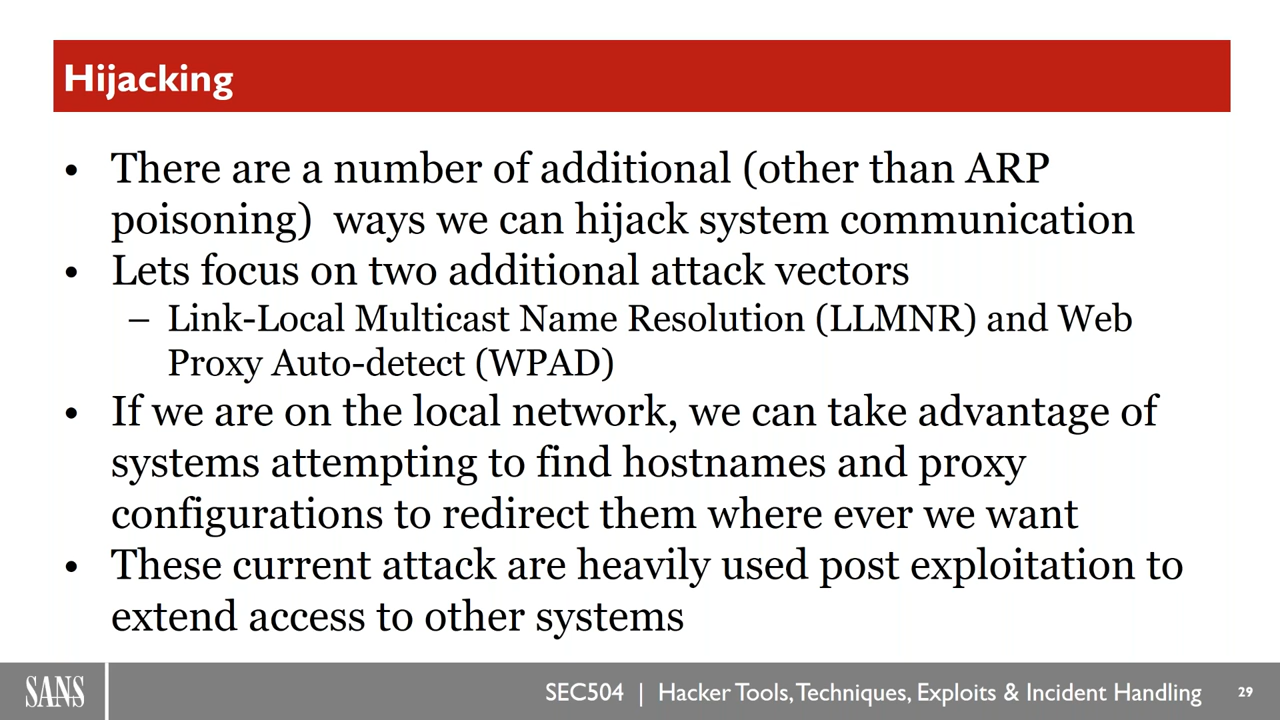 Hijacking
• There are a number of additional (other than ARP
poisoning)  ways we can hijack system communication
• Lets focus on two additional attack vectors
– Link-Local Multicast Name Resolution (LLMNR) and Web
Proxy Auto-detect (WPAD)
• If we are on the local network, we can take advantage of
systems attempting to find hostnames and proxy
configurations to redirect them where ever we want
• These current attack are heavily used post exploitation to
extend access to other systems
SANS
SEC504 | Hacker Tools, Techniques, Exploits & Incident Handling
29